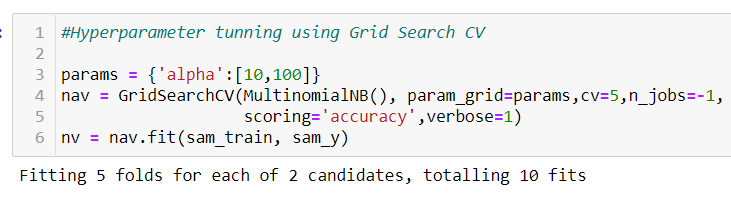 1 #Hyperparameter tunning using Grid Search CV
2
3 params = {'alpha':[10,100]}
4 nav = GridSearchCV(MultinomialNB(), param_grid=params,cv=5,n_jobs=-1,
5                   scoring='accuracy',verbose=1)
6 nv = nav.fit(sam_train, sam_y)
Fitting 5 folds for each of 2 candidates, totalling 10 fits